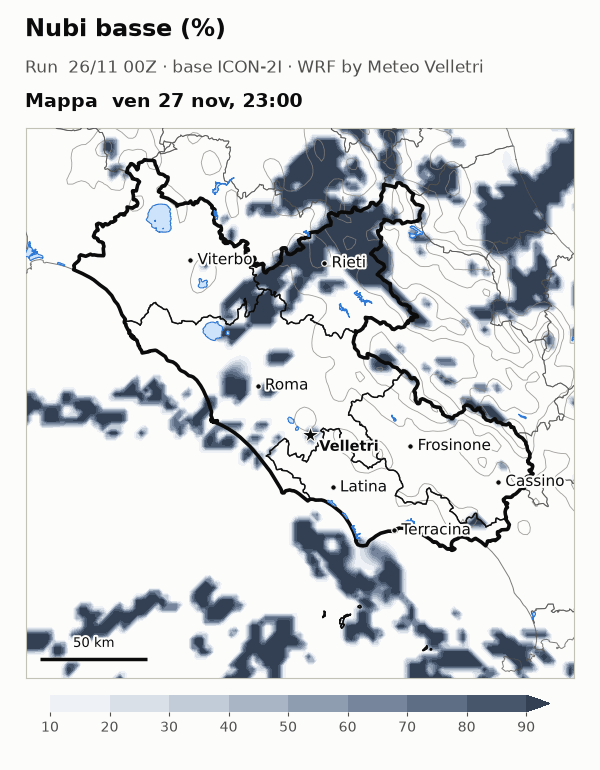 Nubi basse (%)
Run  26/11 00Z · base ICON-2I · WRF by Meteo Velletri
Mappa  ven 27 nov, 23:00
Viterbo
Rieti
Roma
Velletri
Frosinone
Cassino
Latina
Terracina
50 km
10 20 30 40 50 60 70 80 90